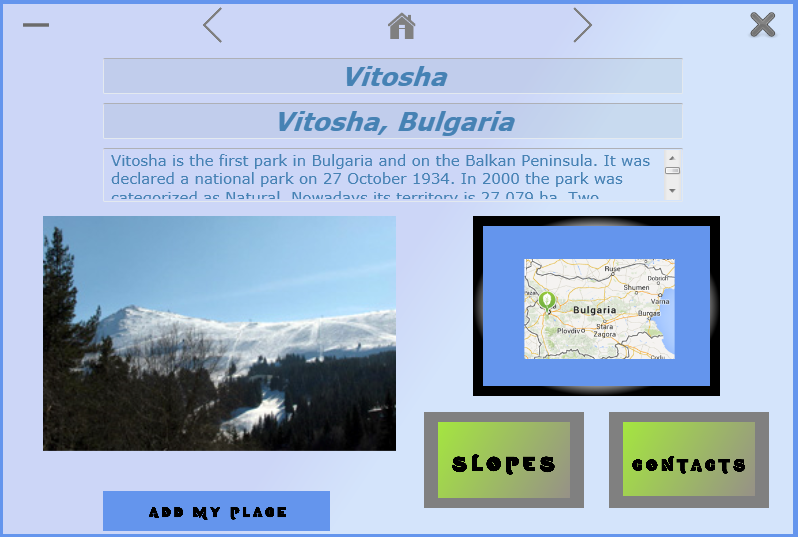 Vitosha
Vitosha, Bulgaria
Vitosha is the first park in Bulgaria and on the Balkan Peninsula. It was
declared a national park on 27 October 1934. In 2000 the park was
categorized as Natural. Nowadays its territory is 27 079 ha. Two
Ruse
Dobrich
Shumen
Varna
Bulgaria
Burgas
Plovdiv
Stara
Zagora
SLOPES
CONTACTS
ADD MY PLACE